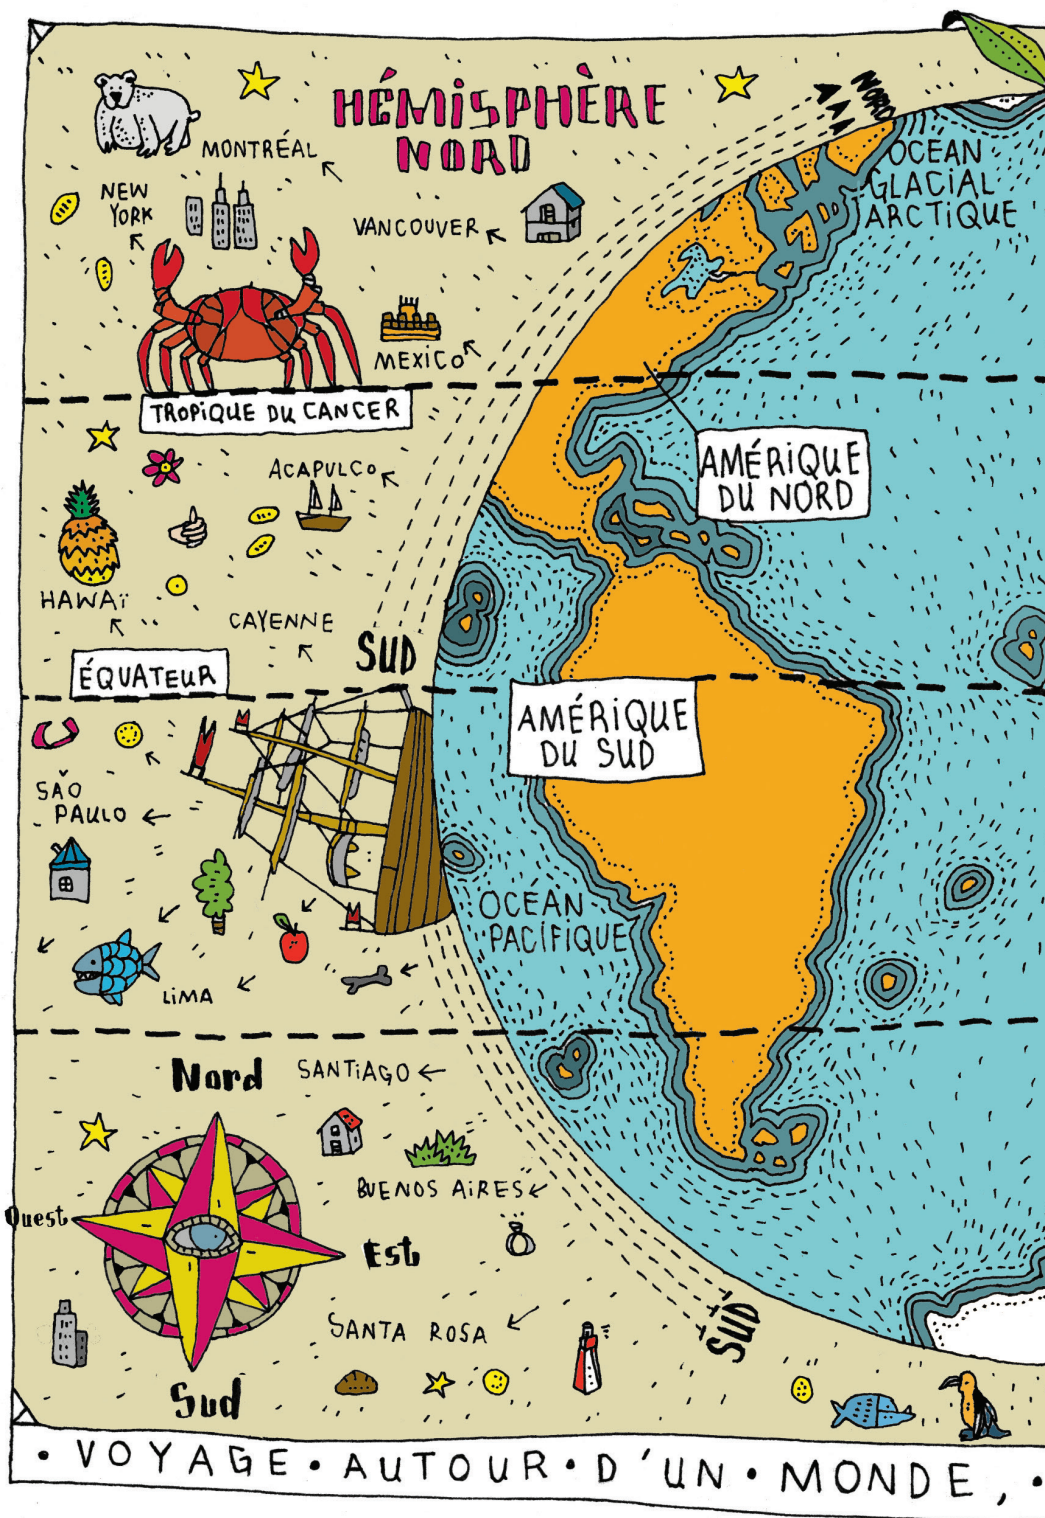 HÉMiSPHÈRE
NORD
NORD
MONTRÉAL
OCEAN
GLACIAL
ARCTIQUE
NEW
YORK
VANCOUVER
MEXiCO
TROPiQUE DU CANCER
AMÉRiQUE
DU NORD
ACAPULCO
HAWAÏ
CAYENNE
SUD
ÉQUATEUR
AMÉRiQUE
DU SUD
SÃO
PAULO
OCÉAN
PACiFiQUE
LiMA
Nord
SANTiAGO
BUENOS AiRES
Ouest
Est
SANTA ROSA
SUD
Sud
• VOYAGE • AUTOUR • D'UN • MONDE, •